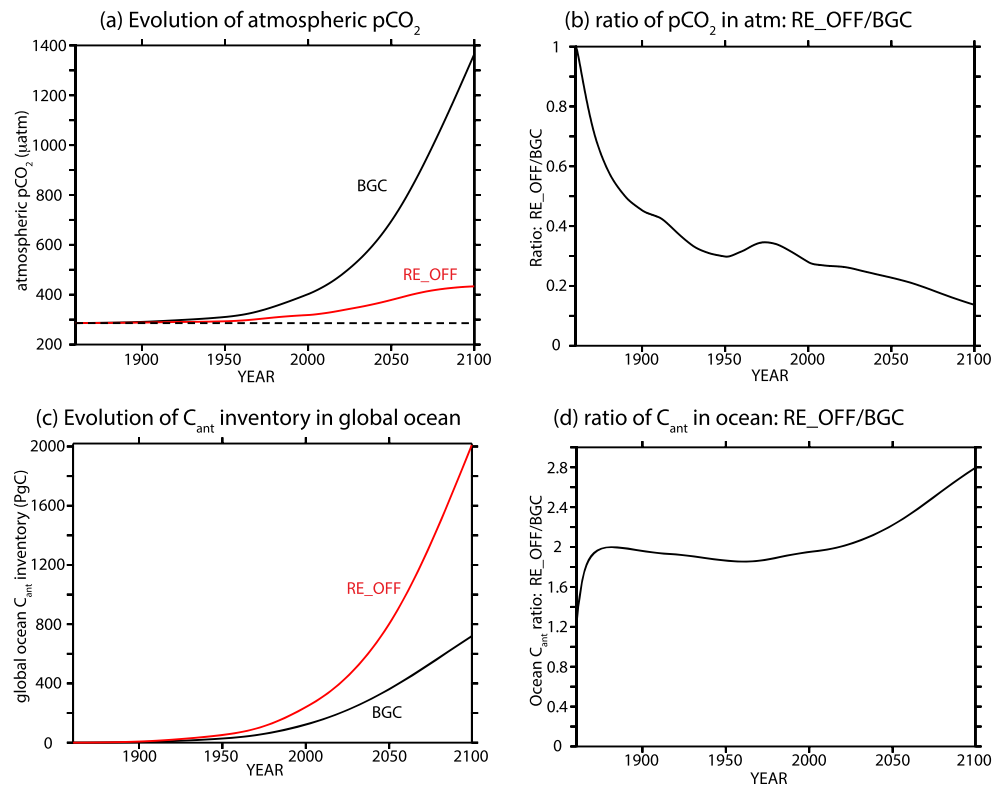 (a) Evolution of atmospheric pCO₂
1400
1200
1000
800
600
400
200
atmospheric pCO₂ (µatm)
BGC
RE_OFF
1900
1950
2000
2050
2100
YEAR
(b) ratio of pCO₂ in atm: RE_OFF/BGC
1
0.8
0.6
0.4
0.2
0
Ratio: RE_OFF/BGC
1900
1950
2000
2050
2100
YEAR
(c) Evolution of Cₐₙₜ inventory in global ocean
2000
1600
1200
800
400
0
global ocean Cₐₙₜ inventory (PgC)
RE_OFF
BGC
1900
1950
2000
2050
2100
YEAR
(d) ratio of Cₐₙₜ in ocean: RE_OFF/BGC
2.8
2.4
2
1.6
1.2
0.8
0.4
0
Ocean Cₐₙₜ ratio: RE_OFF/BGC
1900
1950
2000
2050
2100
YEAR